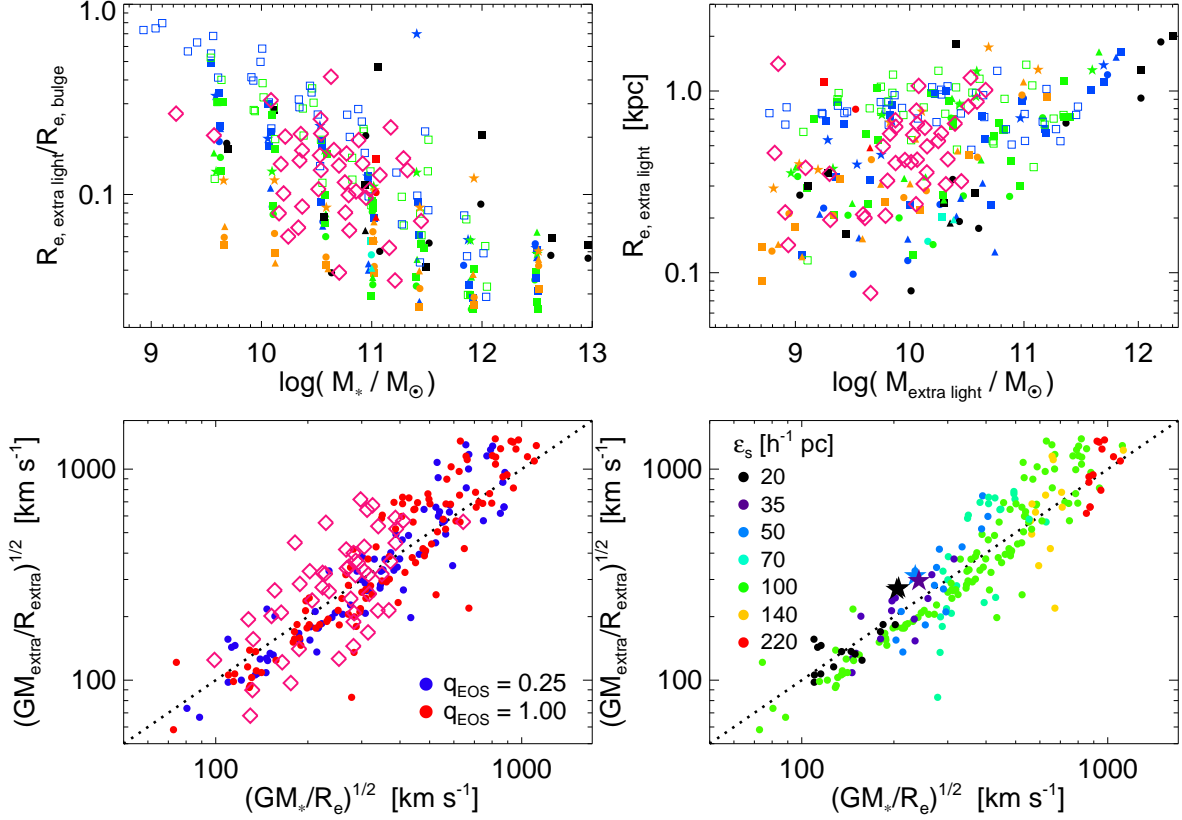 R_e, extra light/R_e, bulge
1.0
0.1
9 10 11 12 13
log( M_* / M_⊙)
R_e, extra light [kpc]
1.0
0.1
9 10 11 12
log( M_extra light / M_⊙)
(GM_extra/R_extra)^1/2 [km s^-1]
1000
100
q_EOS = 0.25
q_EOS = 1.00
100 1000
(GM_*/R_e)^1/2 [km s^-1]
(GM_extra/R_extra)^1/2 [km s^-1]
1000
100
ε_s [h^-1 pc]
20
35
50
70
100
140
220
100 1000
(GM_*/R_e)^1/2 [km s^-1]